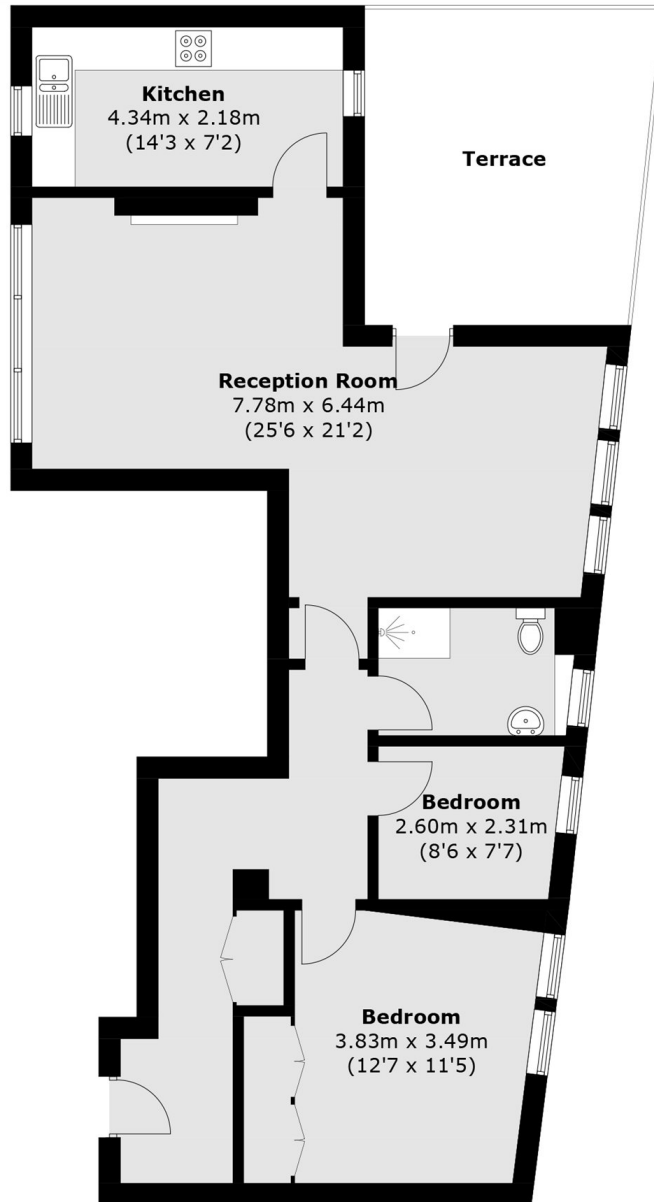 Kitchen
4.34m x 2.18m
(14'3 x 7'2)
Terrace
Reception Room
7.78m x 6.44m
(25'6 x 21'2)
Bedroom
2.60m x 2.31m
(8'6 x 7'7)
Bedroom
3.83m x 3.49m
(12'7 x 11'5)